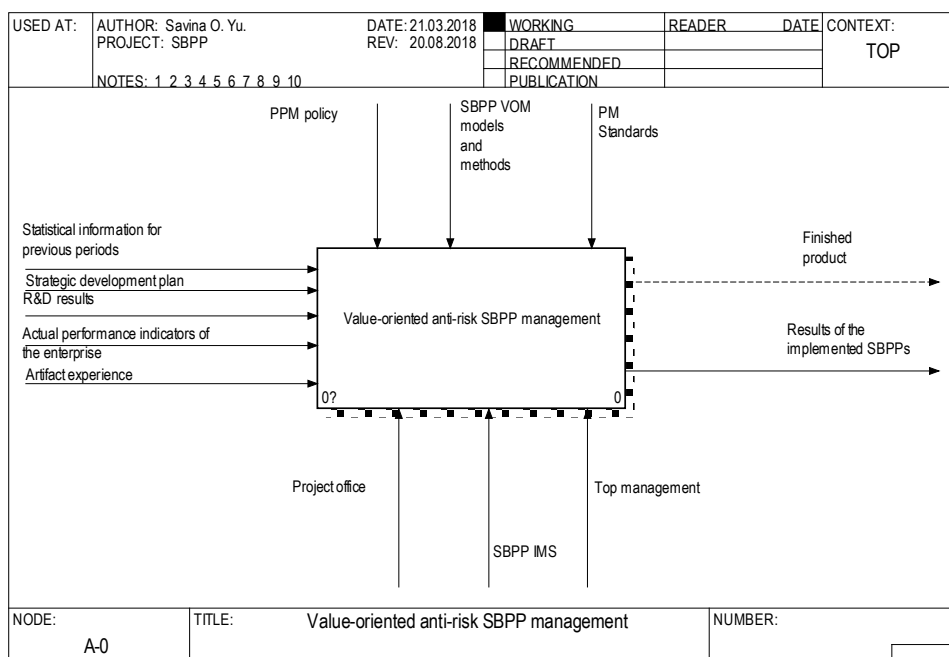 USED AT:
AUTHOR: Savina O. Yu.
DATE: 21.03.2018
WORKING
READER
DATE
CONTEXT:
PROJECT: SBPP
REV: 20.08.2018
DRAFT
TOP
RECOMMENDED
NOTES: 1 2 3 4 5 6 7 8 9 10
PUBLICATION
PPM policy
SBPP VOM
models
and
methods
PM
Standards
Statistical information for
previous periods
Strategic development plan
R&D results
Actual performance indicators of
the enterprise
Artifact experience
Value-oriented anti-risk SBPP management
0?
0
Finished
product
Results of the
implemented SBPPs
Project office
SBPP IMS
Top management
NODE:
A-0
TITLE:
Value-oriented anti-risk SBPP management
NUMBER: